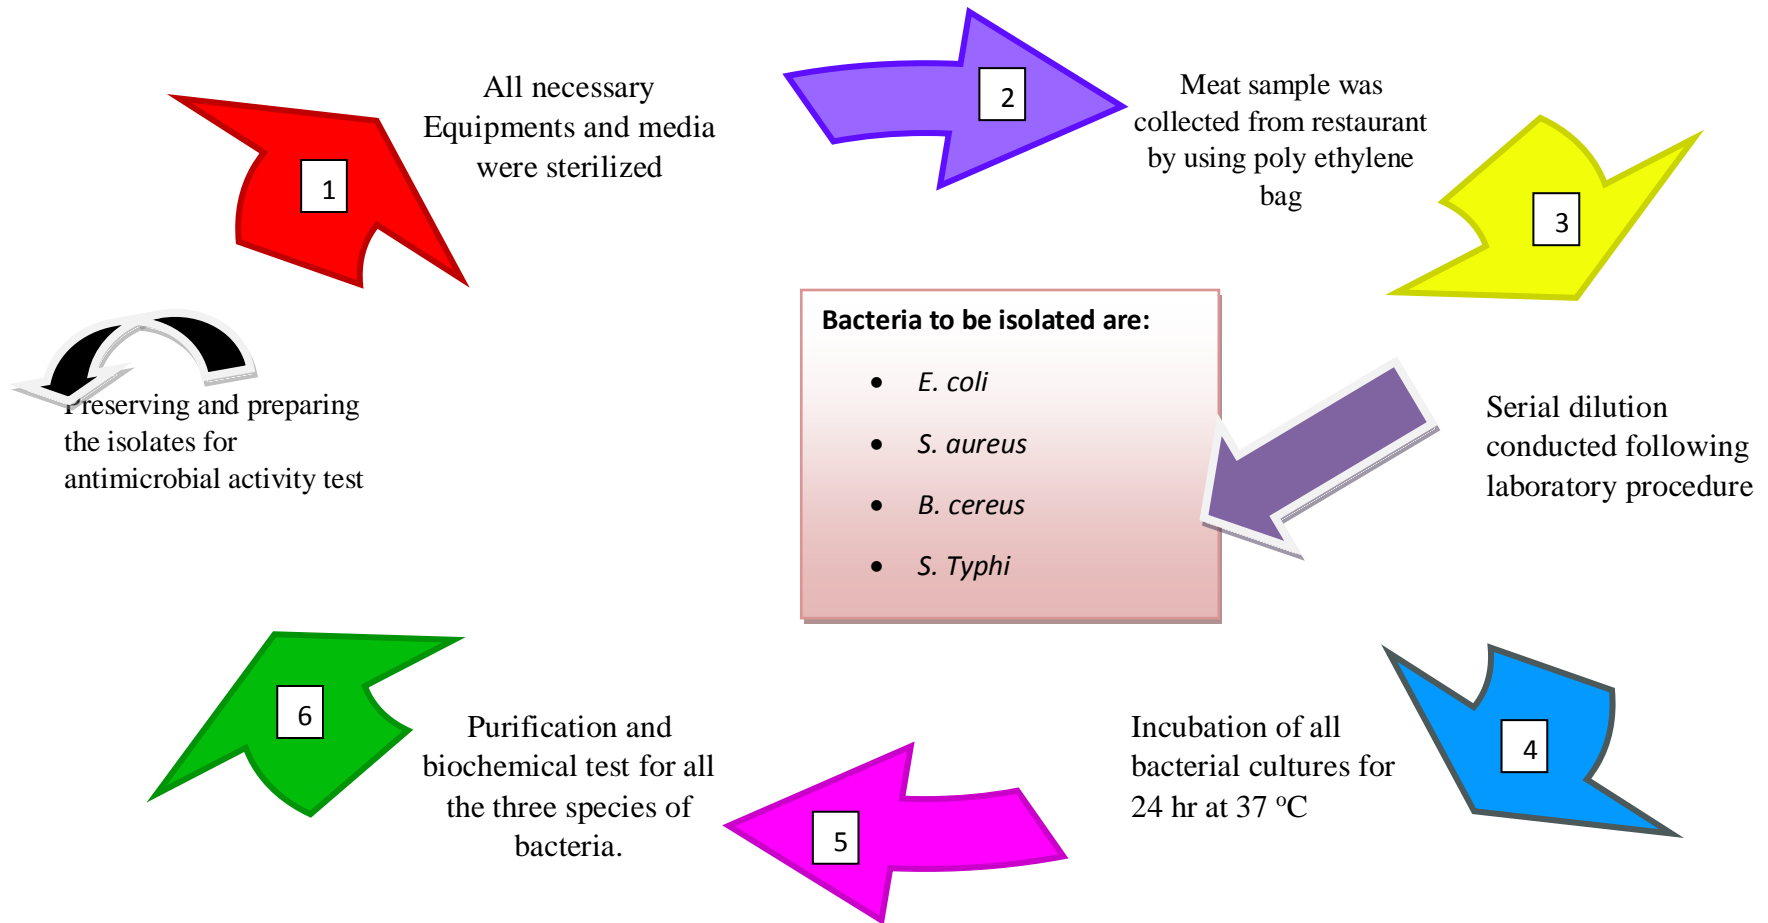 1
All necessary
Equipments and media
were sterilized
2
Meat sample was
collected from restaurant
by using poly ethylene
bag
3
Bacteria to be isolated are:
• E. coli
• S. aureus
• B. cereus
• S. Typhi
Serial dilution
conducted following
laboratory procedure
4
Incubation of all
bacterial cultures for
24 hr at 37 °C
5
Purification and
biochemical test for all
the three species of
bacteria.
6
Preserving and preparing
the isolates for
antimicrobial activity test